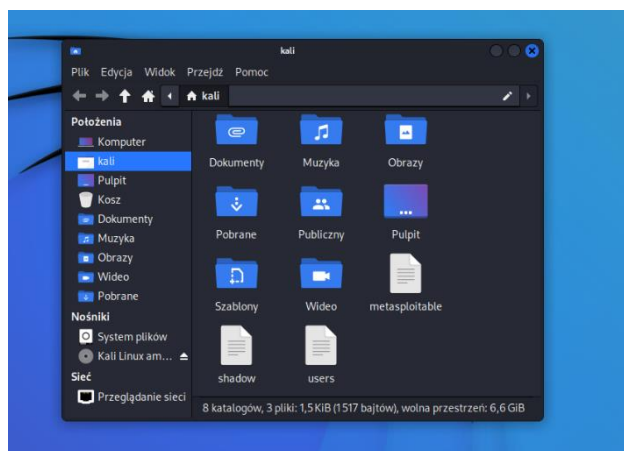 kali
Plik Edycja Widok Przejdź Pomoc
kali
Położenia
Komputer
kali
Pulpit
Kosz
Dokumenty
Muzyka
Obrazy
Wideo
Pobrane
Nośniki
System plików
Kali Linux am...
Sieć
Przeglądanie sieci
Dokumenty Muzyka Obrazy
Pobrane Publiczny Pulpit
Szablony Wideo metasploitable
shadow users
8 katalogów, 3 pliki: 1,5 KiB (1517 bajtów), wolna przestrzeń: 6,6 GiB